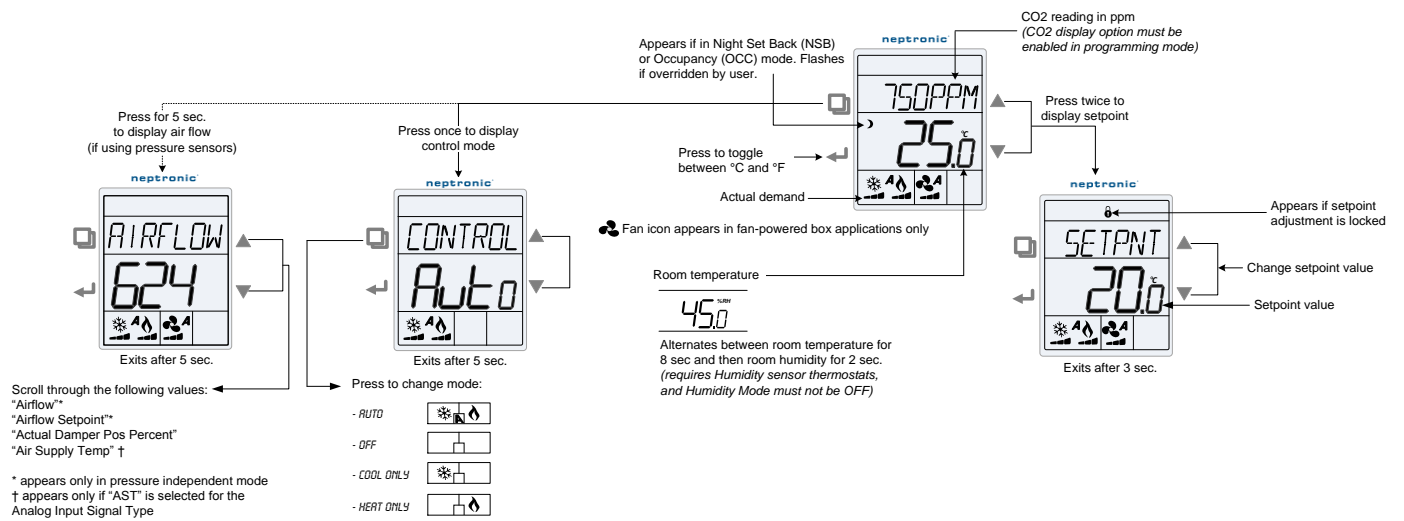 CO2 reading in ppm
(CO2 display option must be
enabled in programming mode)
Appears if in Night Set Back (NSB)
or Occupancy (OCC) mode. Flashes
if overridden by user.
neptronic
750PPM
25.0
°C
A
A
Press twice to
display setpoint
Press to toggle
between °C and °F
Actual demand
Fan icon appears in fan-powered box applications only
Room temperature
45.0
%RH
Alternates between room temperature for
8 sec and then room humidity for 2 sec.
(requires Humidity sensor thermostats,
and Humidity Mode must not be OFF)
Press for 5 sec.
to display air flow
(if using pressure sensors)
neptronic
AIRFLOW
624
A
A
Exits after 5 sec.
Scroll through the following values:
“Airflow”*
“Airflow Setpoint”*
“Actual Damper Pos Percent”
“Air Supply Temp” †
* appears only in pressure independent mode
† appears only if “AST” is selected for the
Analog Input Signal Type
Press once to display
control mode
neptronic
CONTROL
Auto
A
Exits after 5 sec.
Press to change mode:
- AUTO
A
- OFF
- COOL ONLY
- HEAT ONLY
neptronic
SETPNT
20.0
°C
A
A
Exits after 3 sec.
Appears if setpoint
adjustment is locked
Change setpoint value
Setpoint value